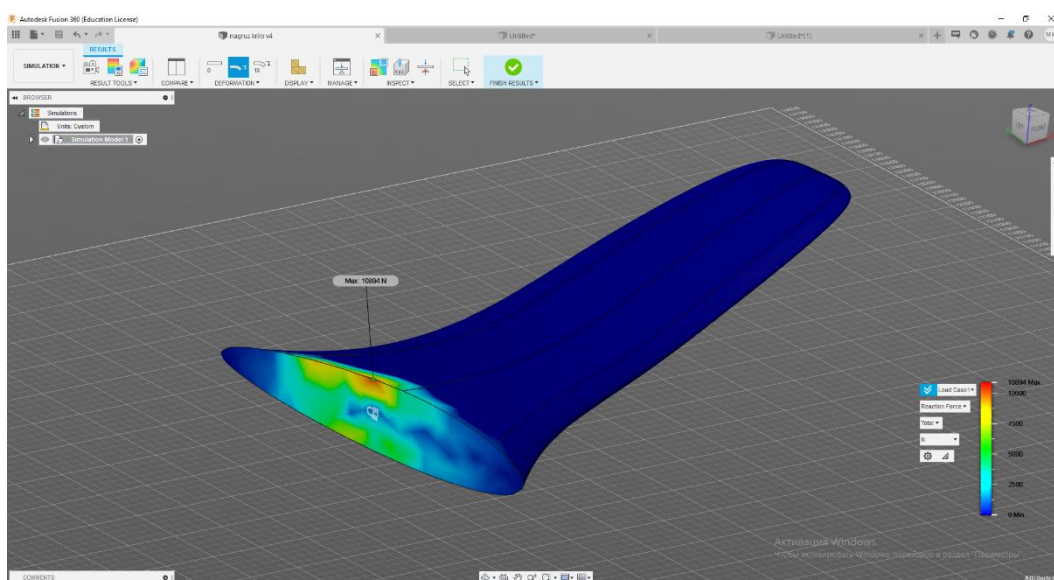 Autodesk Fusion 360 (Education License)
nagruz krilo v4
Untitled*
Untitled*(1)
RESULTS
SIMULATION
RESULT TOOLS
COMPARE
DEFORMATION
DISPLAY
MANAGE
INSPECT
SELECT
FINISH RESULTS
BROWSER
Simulations
Units: Custom
Simulation Model 1
FRONT
Max: 10894 N
Load Case1
10894 Max.
10000
Reaction Force
Total
7500
N
5000
2500
0 Min.
Активация Windows
Чтобы активировать Windows, перейдите в раздел "Параметры".
COMMENTS